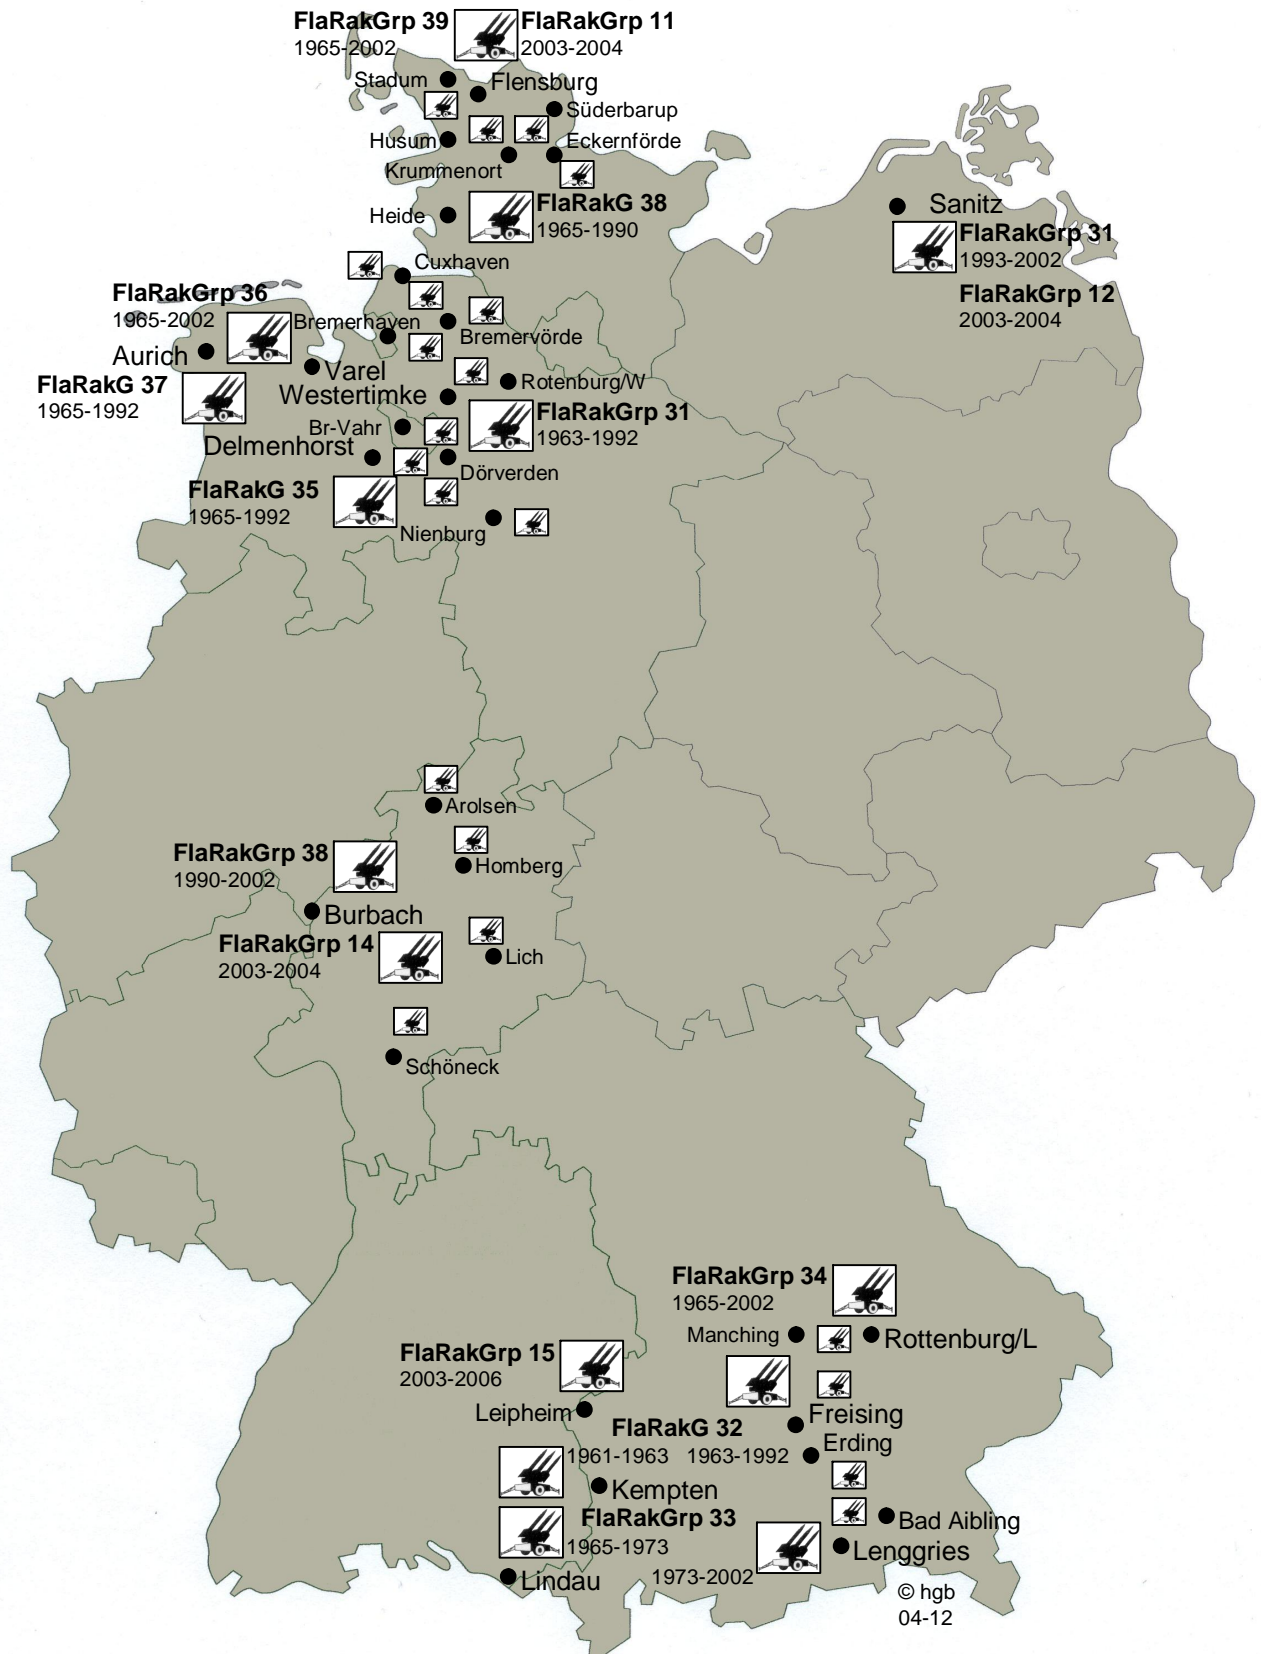 FlaRakGrp 39
1965-2002
FlaRakGrp 11
2003-2004
Stadum
Flensburg
Süderbarup
Husum
Eckernförde
Krummenort
Heide
FlaRakG 38
1965-1990
Sanitz
FlaRakGrp 31
1993-2002
FlaRakGrp 12
2003-2004
Cuxhaven
FlaRakGrp 36
1965-2002
Bremerhaven
Bremervörde
Aurich
Varel
FlaRakG 37
1965-1992
Westertimke
Rotenburg/W
FlaRakGrp 31
1963-1992
Br-Vahr
Delmenhorst
Dörverden
FlaRakG 35
1965-1992
Nienburg
Arolsen
FlaRakGrp 38
1990-2002
Homberg
Burbach
FlaRakGrp 14
2003-2004
Lich
Schöneck
FlaRakGrp 34
1965-2002
Manching
Rottenburg/L
FlaRakGrp 15
2003-2006
Leipheim
Freising
FlaRakG 32
Erding
1961-1963 1963-1992
Kempten
FlaRakGrp 33
1965-1973
Bad Aibling
Lenggries
1973-2002
Lindau
© hgb
04-12